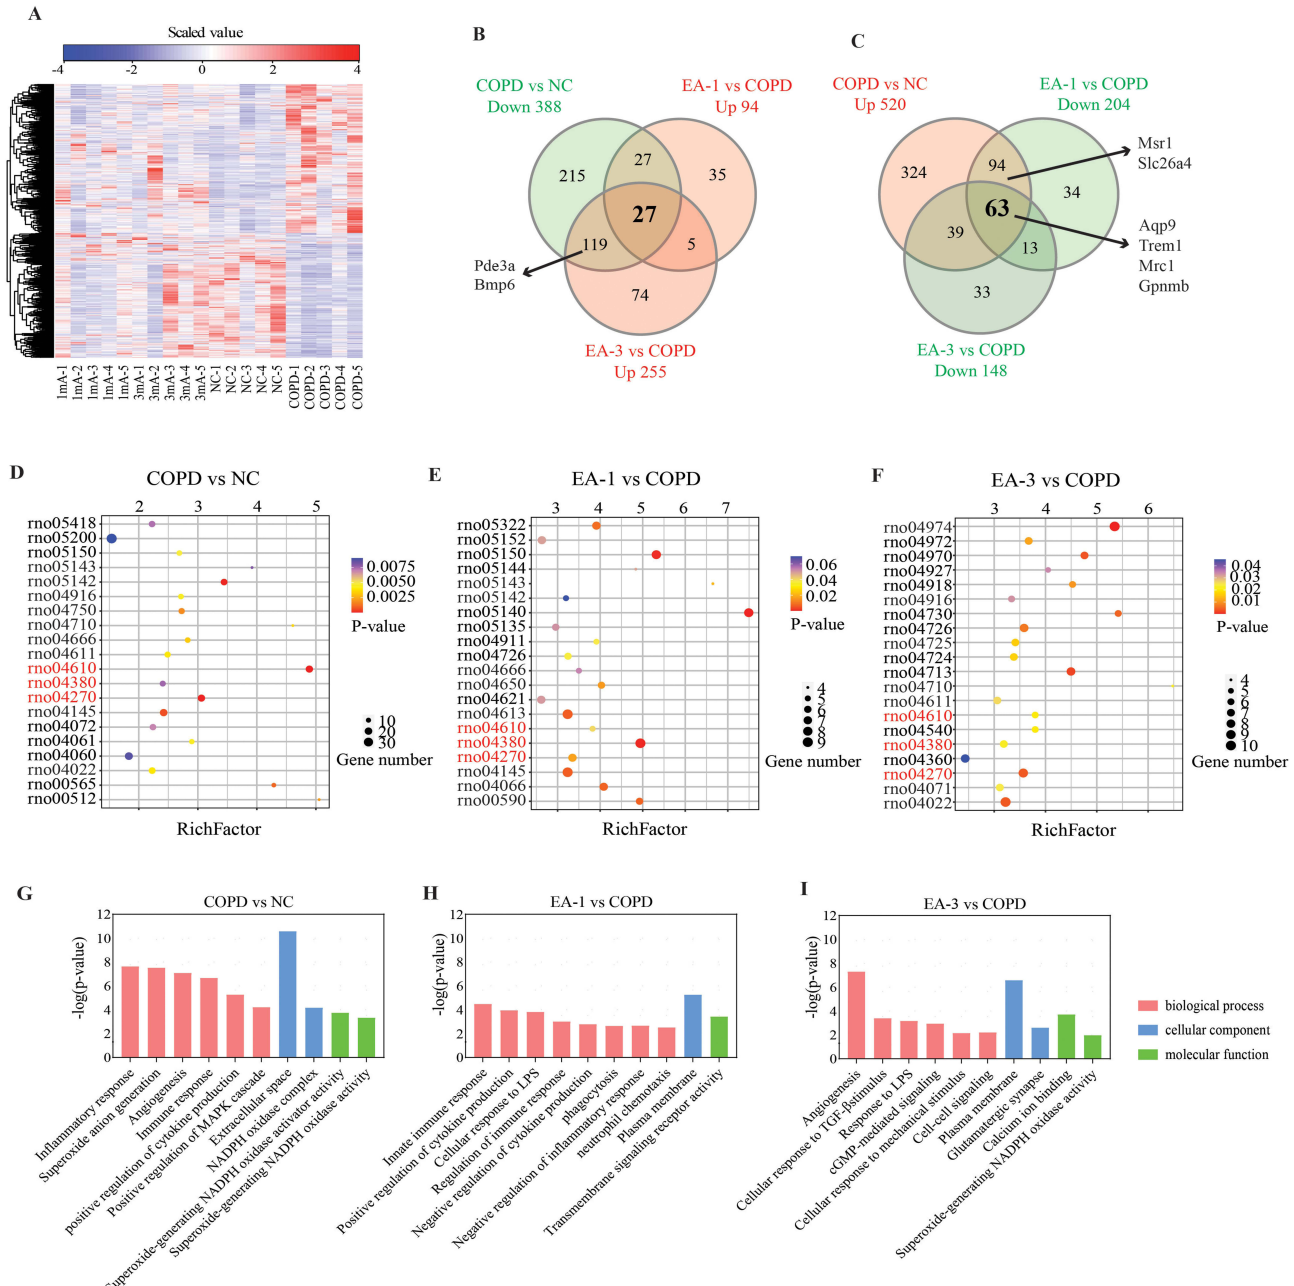 A
Scaled value
-4
-2
0
2
4
1mA-1
1mA-2
1mA-3
1mA-4
1mA-5
3mA-1
3mA-2
3mA-3
3mA-4
3mA-5
NC-1
NC-2
NC-3
NC-4
NC-5
COPD-1
COPD-2
COPD-3
COPD-4
COPD-5
B
COPD vs NC
Down 388
EA-1 vs COPD
Up 94
27
215
35
27
119
5
74
Pde3a
Bmp6
EA-3 vs COPD
Up 255
C
COPD vs NC
Up 520
EA-1 vs COPD
Down 204
324
94
34
63
39
13
33
Msr1
Slc26a4
Aqp9
Trem1
Mrc1
Gpnmb
EA-3 vs COPD
Down 148
D
COPD vs NC
2
3
4
5
rno05418
rno05200
rno05150
rno05143
rno05142
rno04916
rno04750
rno04710
rno04666
rno04611
rno04610
rno04380
rno04270
rno04145
rno04072
rno04061
rno04060
rno04022
rno00565
rno00512
RichFactor
0.0075
0.0050
0.0025
P-value
10
20
30
Gene number
E
EA-1 vs COPD
3
4
5
6
7
rno05322
rno05152
rno05150
rno05144
rno05143
rno05142
rno05140
rno05135
rno04911
rno04726
rno04666
rno04650
rno04621
rno04613
rno04610
rno04380
rno04270
rno04145
rno04066
rno00590
RichFactor
0.06
0.04
0.02
P-value
4
5
6
7
8
9
Gene number
F
EA-3 vs COPD
3
4
5
6
rno04974
rno04972
rno04970
rno04927
rno04918
rno04916
rno04730
rno04726
rno04725
rno04724
rno04713
rno04710
rno04611
rno04610
rno04540
rno04380
rno04360
rno04270
rno04071
rno04022
RichFactor
0.04
0.03
0.02
0.01
P-value
4
5
6
7
8
9
10
Gene number
G
COPD vs NC
-log(p-value)
12
10
8
6
4
2
0
Inflammatory response
Superoxide anion generation
Angiogenesis
Immune response
positive regulation of cytokine production
Positive regulation of MAPK cascade
Extracellular space
NADPH oxidase complex
Superoxide-generating NADPH oxidase activator activity
Superoxide-generating NADPH oxidase activity
H
EA-1 vs COPD
-log(p-value)
12
10
8
6
4
2
0
Innate immune response
Positive regulation of cytokine production
Cellular response to LPS
Regulation of immune response
Negative regulation of cytokine production
phagocytosis
Negative regulation of inflammatory response
neutrophil chemotaxis
Plasma membrane
Transmembrane signaling receptor activity
I
EA-3 vs COPD
-log(p-value)
12
10
8
6
4
2
0
Angiogenesis
Cellular response to TGF-βstimulus
Response to LPS
cGMP-mediated signaling
Cellular response to mechanical stimulus
Cell-cell signaling
Plasma membrane
Glutamatergic synapse
Calcium ion binding
Superoxide-generating NADPH oxidase activity
biological process
cellular component
molecular function